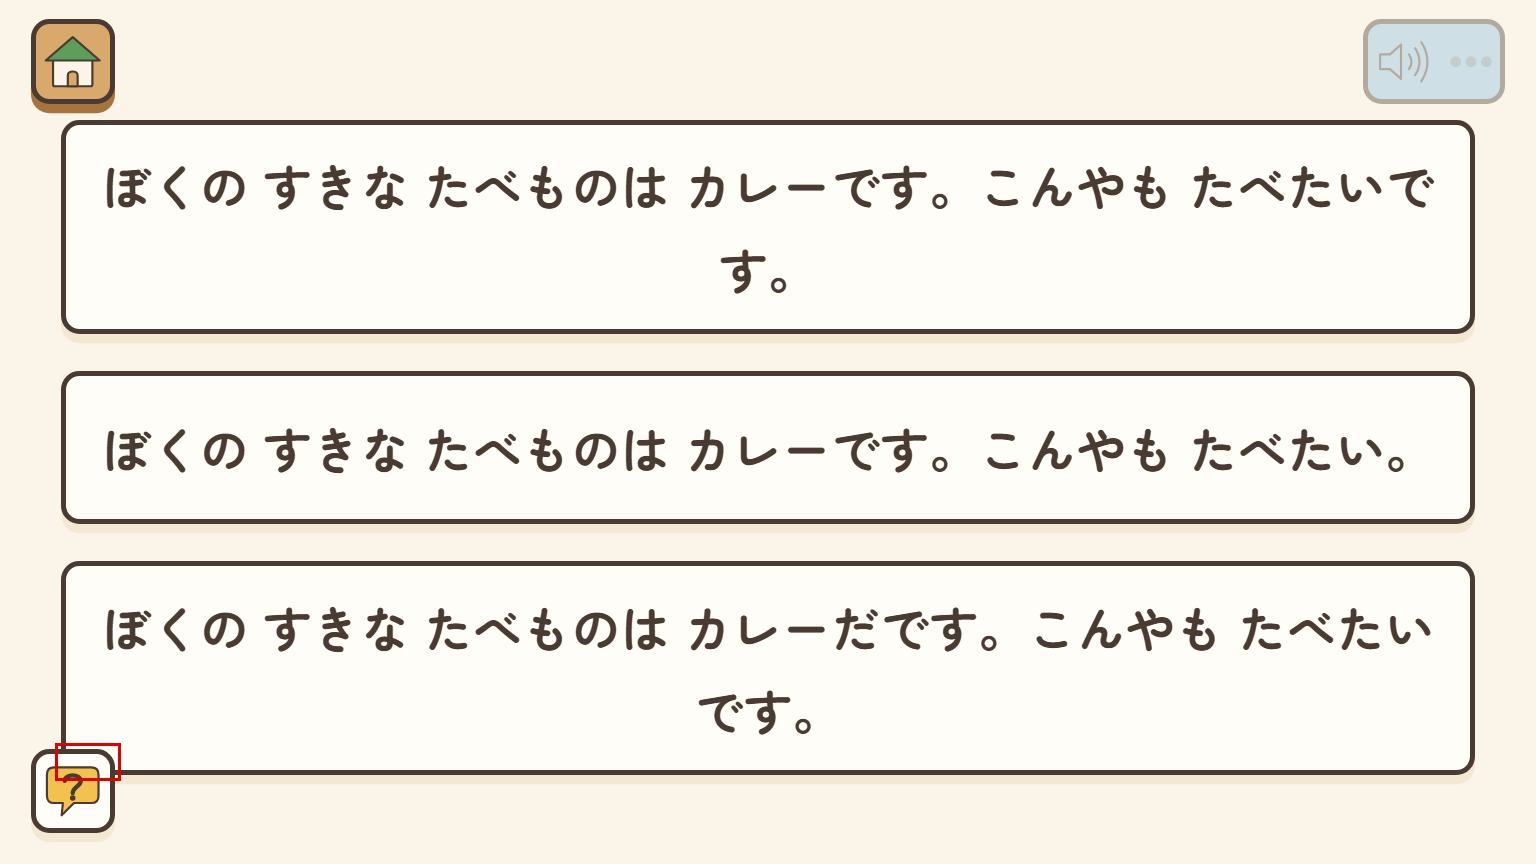 ぼくの すきな たべものは カレーです。こんやも たべたいで
す。
ぼくの すきな たべものは カレーです。こんやも たべたい。
ぼくの すきな たべものは カレーだです。こんやも たべたい
です。
?